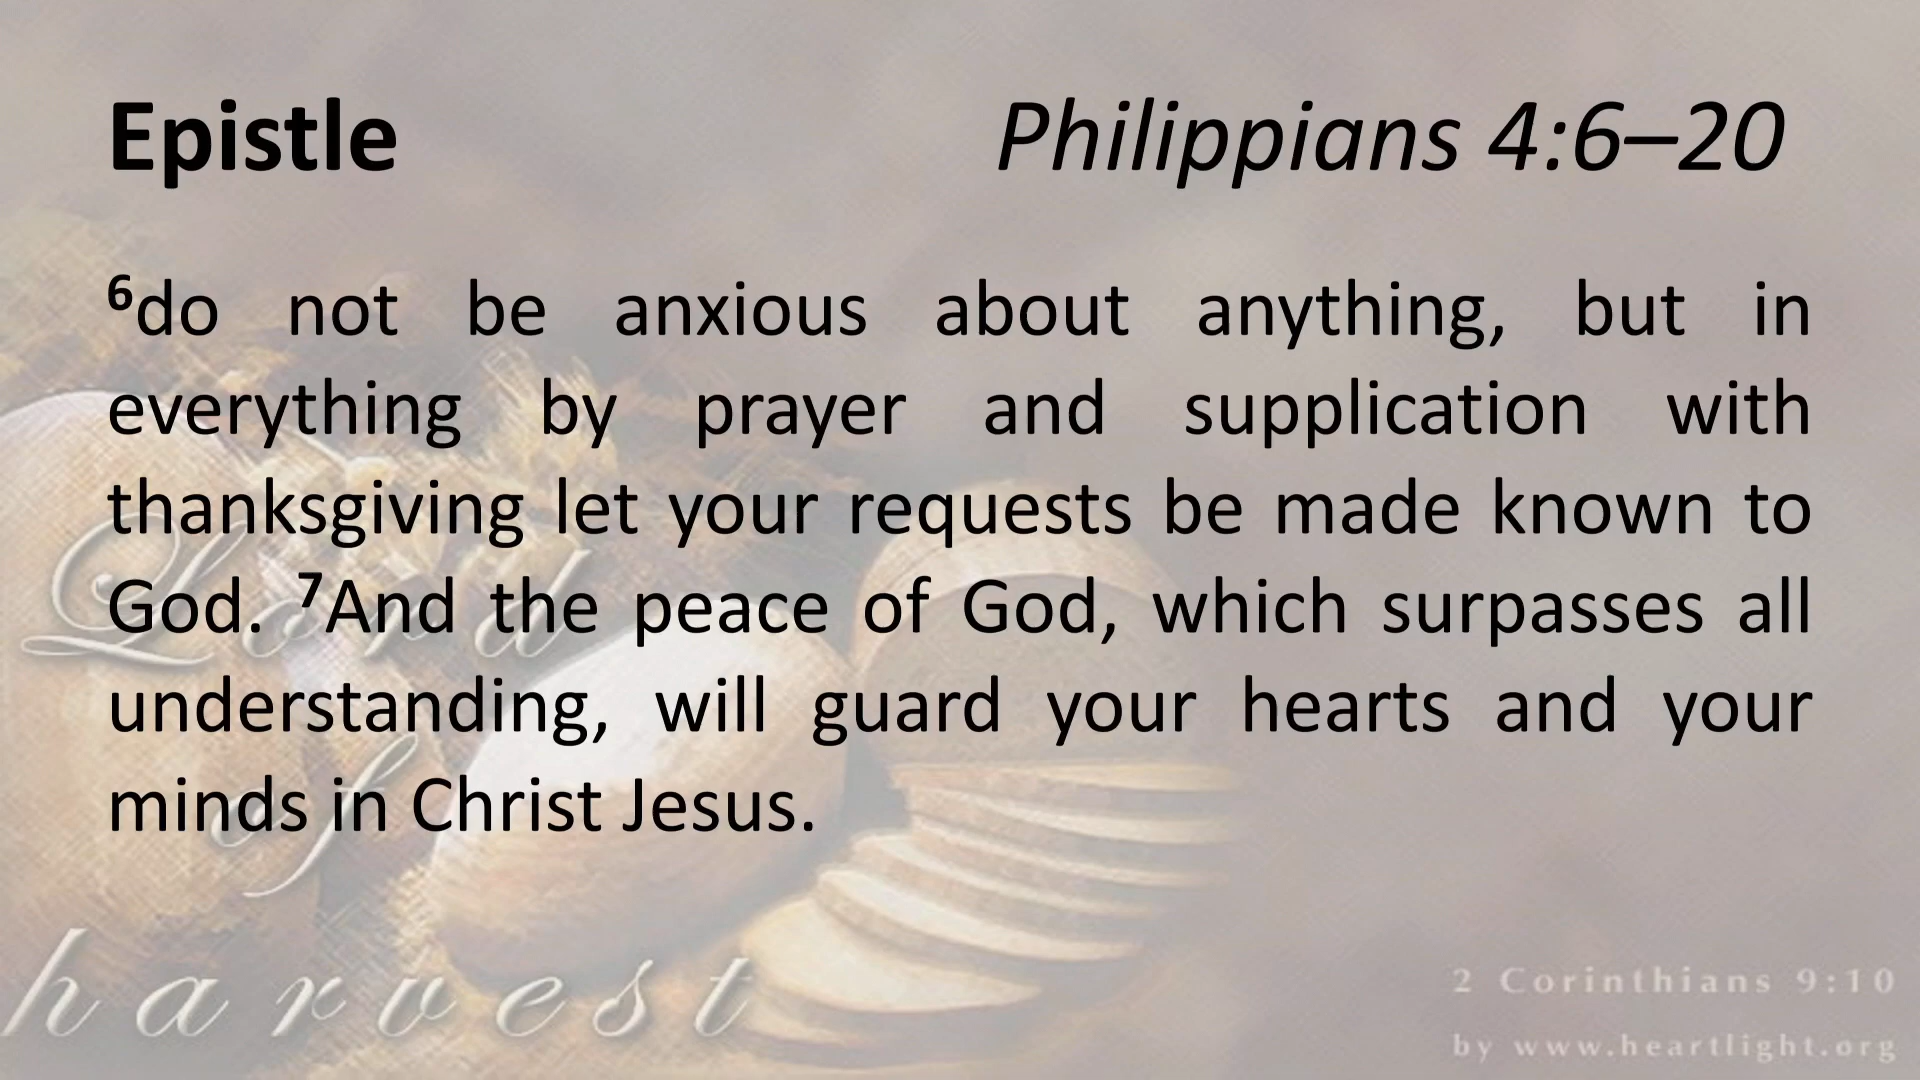 Epistle Philippians 4:6–20
⁶do not be anxious about anything, but in
everything by prayer and supplication with
thanksgiving let your requests be made known to
God. ⁷And the peace of God, which surpasses all
understanding, will guard your hearts and your
minds in Christ Jesus.
Lord
of
harvest
2 Corinthians 9:10
by www.heartlight.org